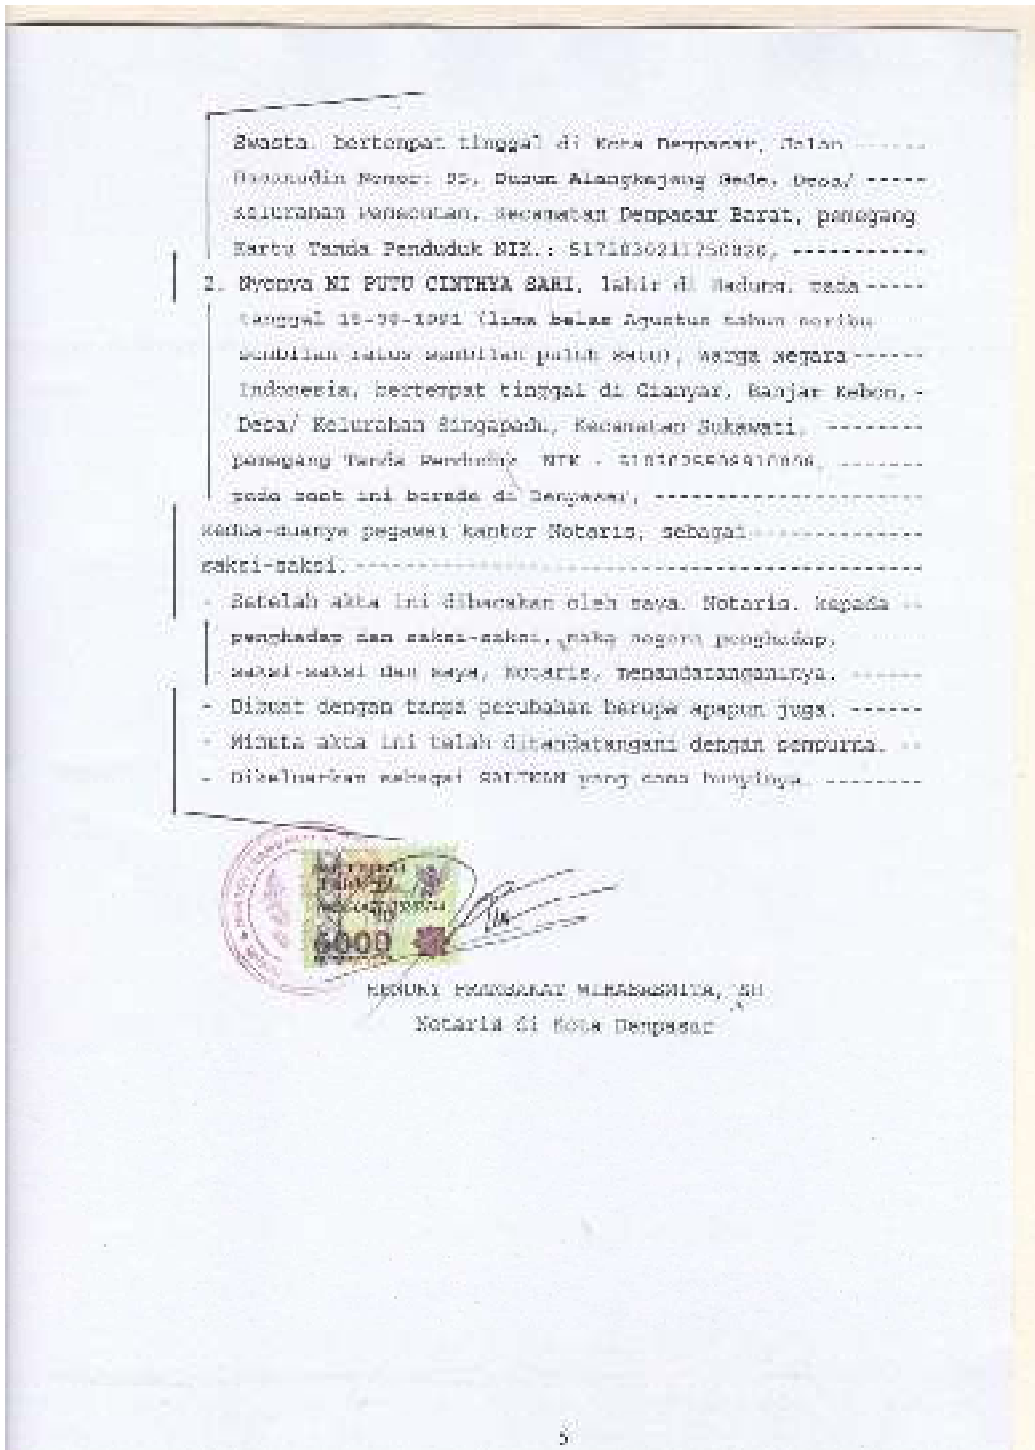 Swasta, bertempat tinggal di Kota Denpasar, Jalan ------
Hasanudin Nomor: 95, Dusun Alangkajeng Gede, Desa/ -----
Kelurahan Pemecutan, Kecamatan Denpasar Barat, pemegang
Kartu Tanda Penduduk NIK.: -----------
2. Nyonya NI PUTU CINTHYA SARI, lahir di Badung, pada -----
tanggal 15-08-1991 (lima belas Agustus tahun seribu
sembilan ratus sembilan puluh satu), Warga Negara ------
Indonesia, bertempat tinggal di Gianyar, Banjar Kebon, -
Desa/ Kelurahan Singapadu, Kecamatan Sukawati, --------
pemegang Tanda Penduduk NIK : -------
pada saat ini berada di Denpasar, ----------------------
Kedua-duanya pegawai kantor Notaris, sebagai --------------
saksi-saksi. ----------------------------------------------
- Setelah akta ini dibacakan oleh saya, Notaris, kepada --
penghadap dan saksi-saksi, maka segera penghadap,
saksi-saksi dan saya, Notaris, menandatanganinya. ------
- Dibuat dengan tanpa perubahan berupa apapun juga. ------
- Minuta akta ini telah ditandatangani dengan sempurna. --
- Dikeluarkan sebagai SALINAN yang sama bunyinya. --------
6000
SH
Notaris di Kota Denpasar
5